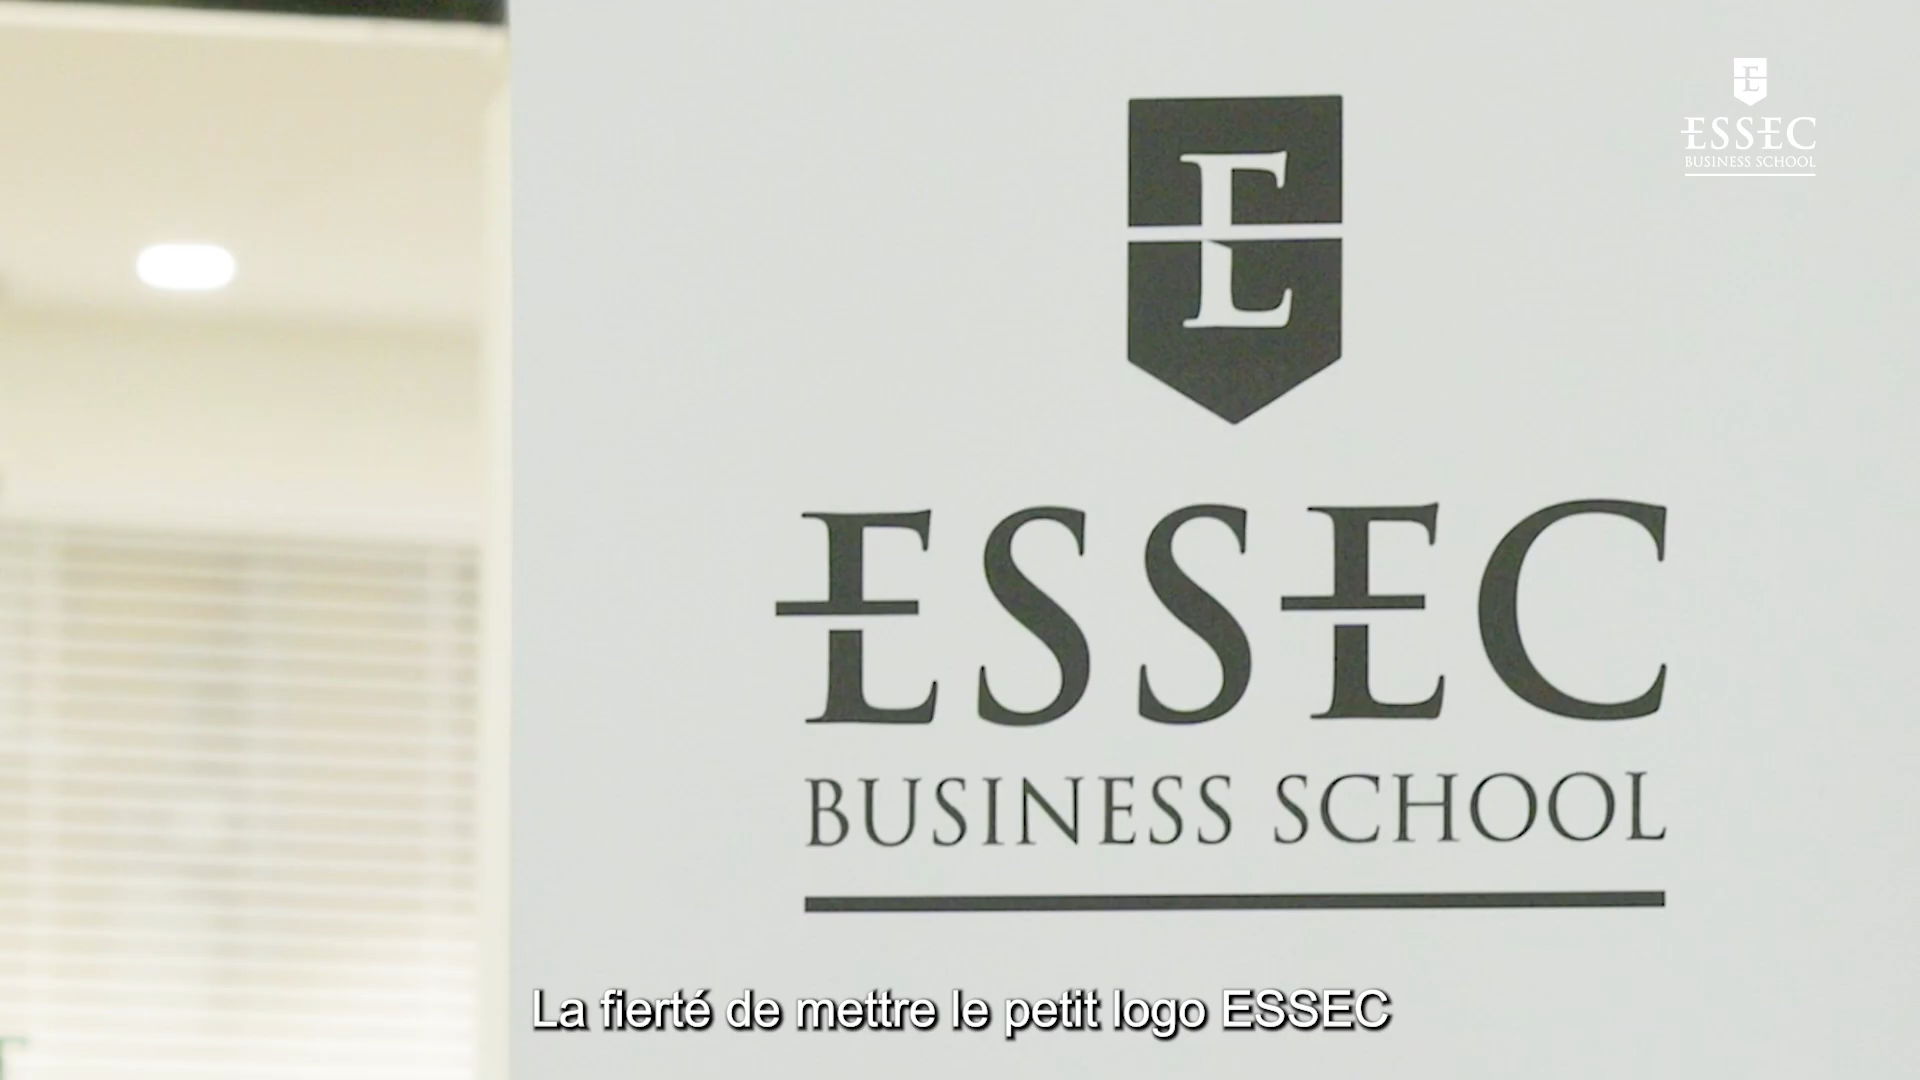 E
ESSEC
BUSINESS SCHOOL
E
ESSEC
BUSINESS SCHOOL
La fierté de mettre le petit logo ESSEC